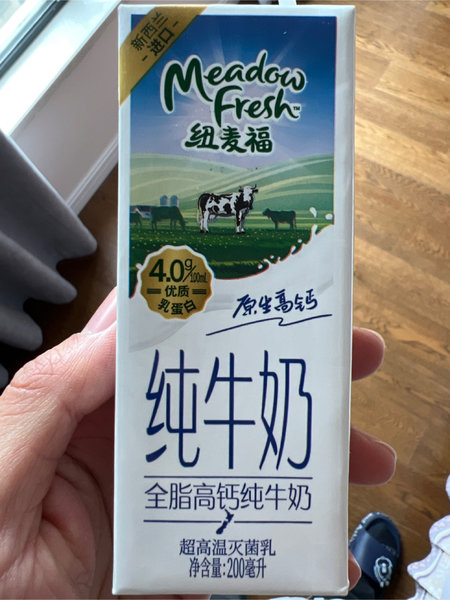 新西兰
进口
Meadow
Fresh™
纽麦福
4.0g/100mL
优质
乳蛋白
原生高钙
纯牛奶
全脂高钙纯牛奶
超高温灭菌乳
净含量:200毫升